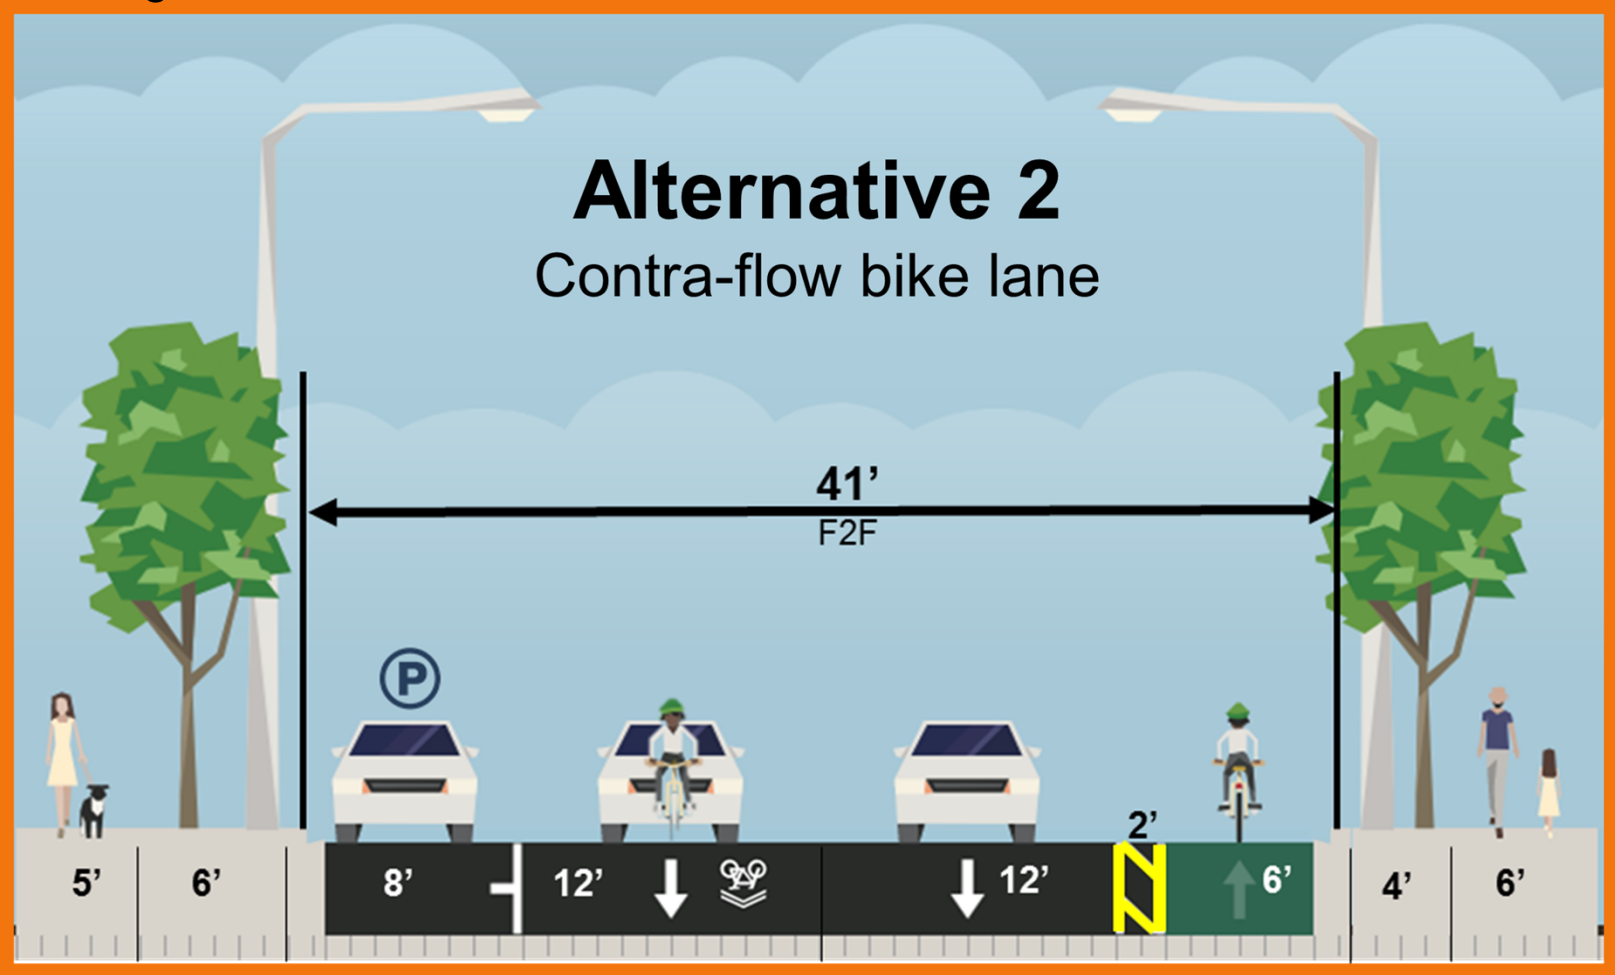 Alternative 2
Contra-flow bike lane
41’
F2F
P
2’
5’ 6’ 8’ 12’ 12’ 6’ 4’ 6’